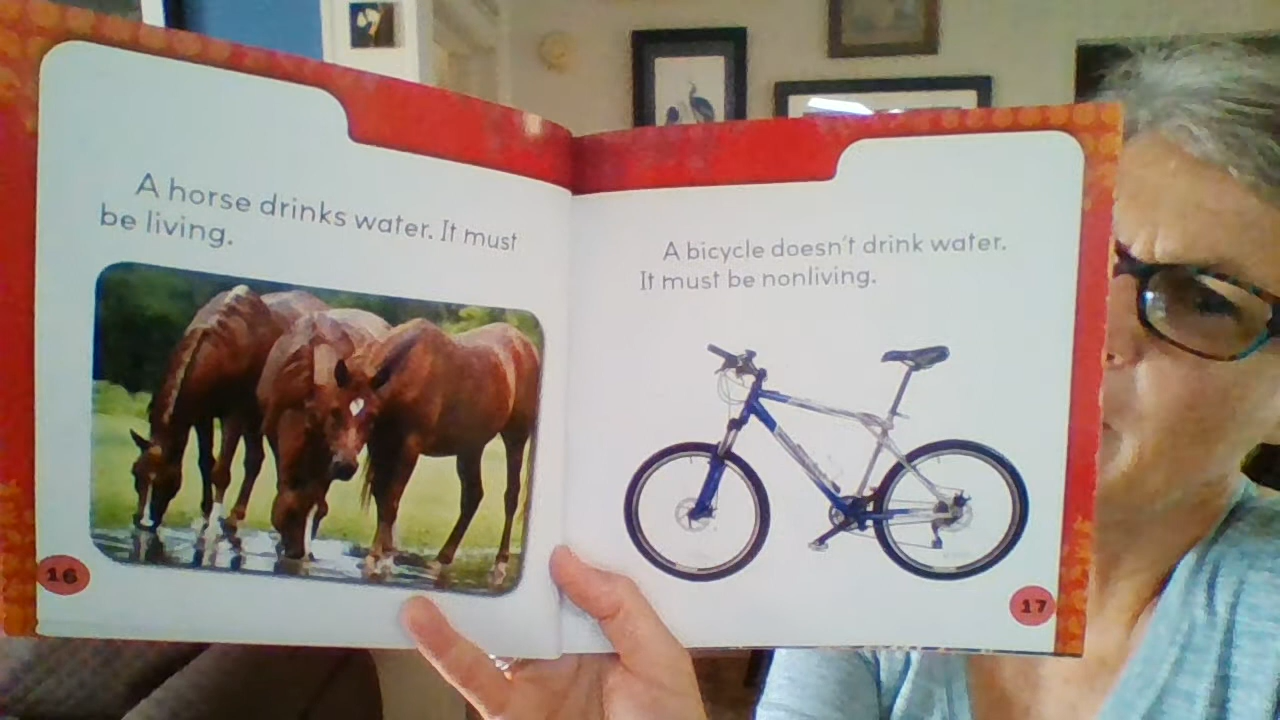 A horse drinks water. It must
be living.
16
A bicycle doesn't drink water.
It must be nonliving.
17